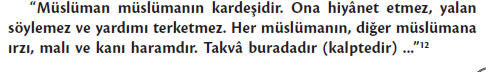 “Müslüman müslümanın kardeşidir. Ona hiyânet etmez, yalan
söylemez ve yardımı terketmez. Her müslümanın, diğer müslümana
ırzı, malı ve kanı haramdır. Takvâ buradadır (kalptedir) ...”¹²